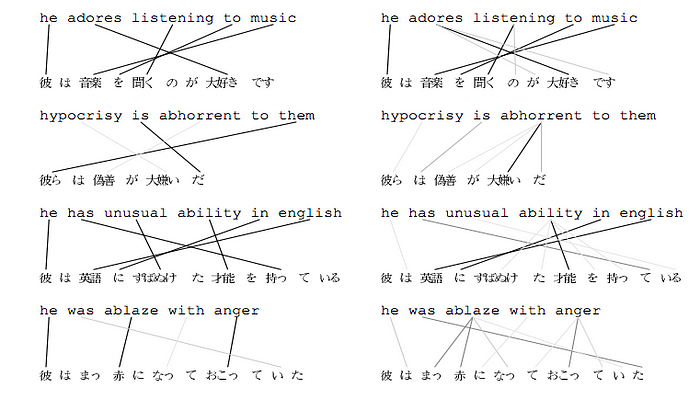 he adores listening to music he adores listening to music
彼 は 音楽 を 聞く の が 大好き です 彼 は 音楽 を 聞く の が 大好き です
hypocrisy is abhorrent to them hypocrisy is abhorrent to them
彼ら は 偽善 が 大嫌い だ 彼ら は 偽善 が 大嫌い だ
he has unusual ability in english he has unusual ability in english
彼 は 英語 に ずばぬけ た 才能 を 持っ て いる 彼 は 英語 に ずばぬけ た 才能 を 持っ て いる
he was ablaze with anger he was ablaze with anger
彼 は まっ 赤 に なっ て おこっ て い た 彼 は まっ 赤 に なっ て おこっ て い た